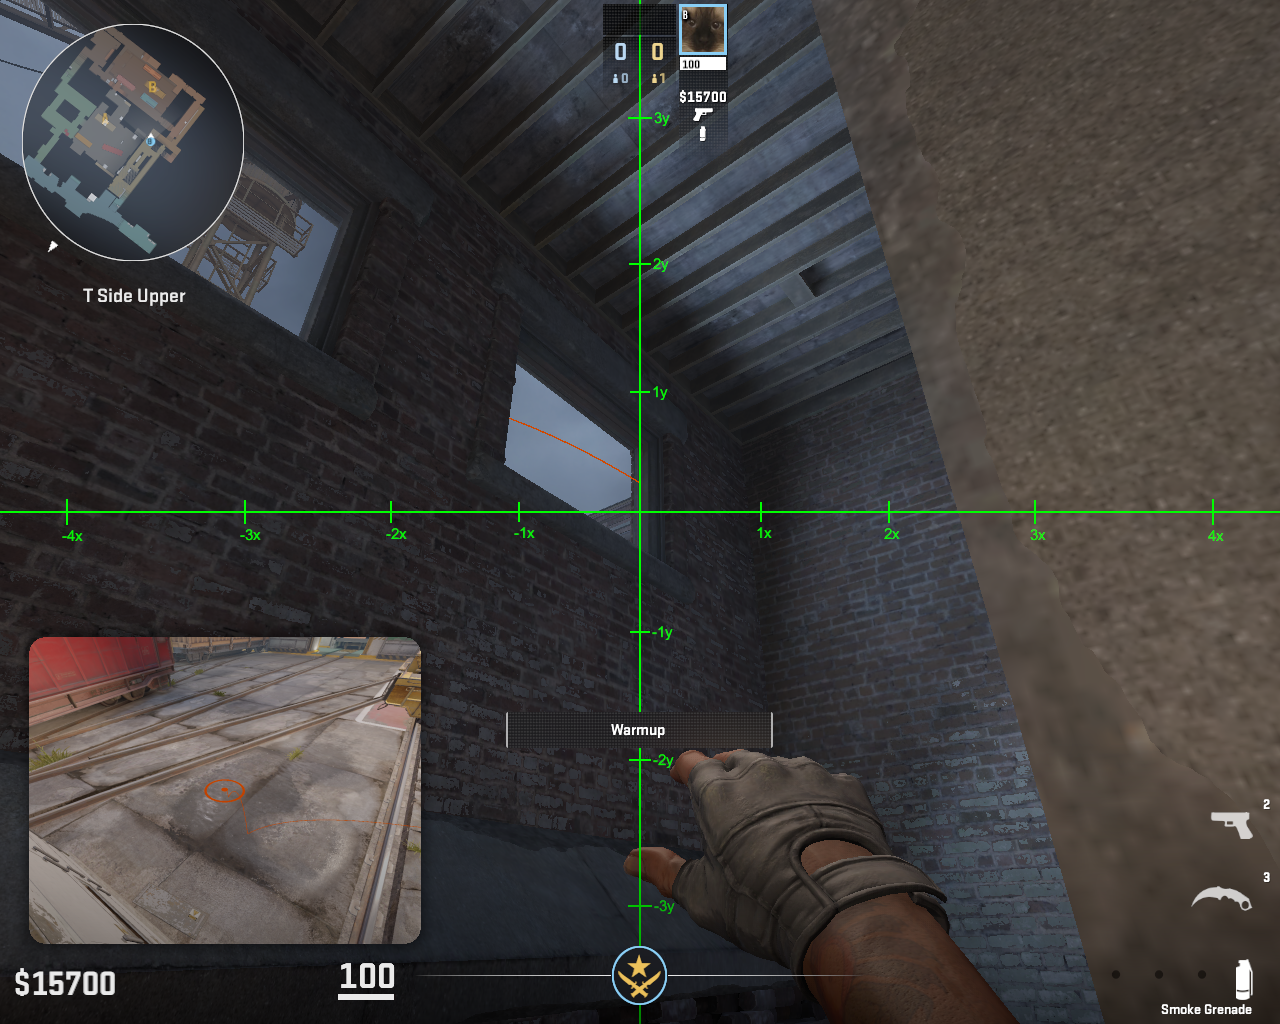 B
B
0 0
0 1
100
$15700
T Side Upper
3y
2y
1y
-4x -3x -2x -1x 1x 2x 3x 4x
-1y
Warmup
-2y
2
3
-3y
$15700
100
Smoke Grenade